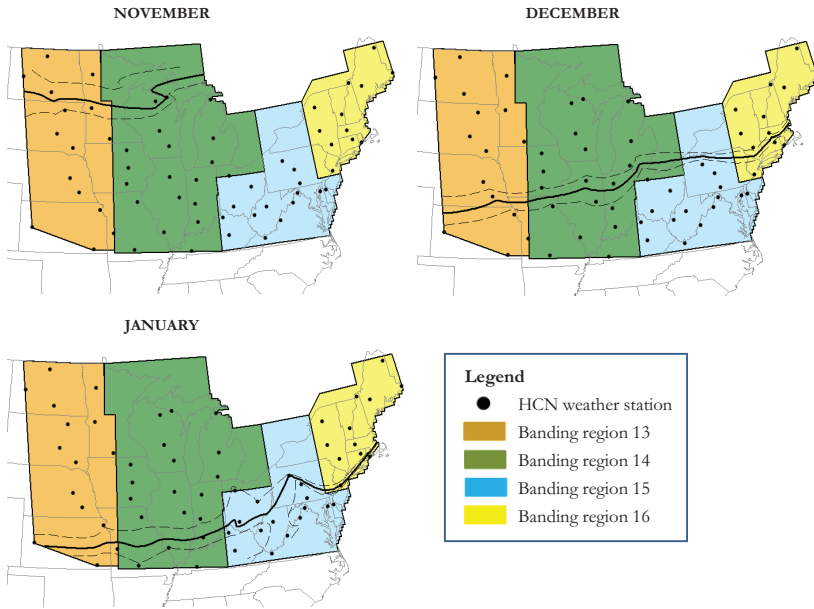 NOVEMBER
DECEMBER
JANUARY
Legend
HCN weather station
Banding region 13
Banding region 14
Banding region 15
Banding region 16